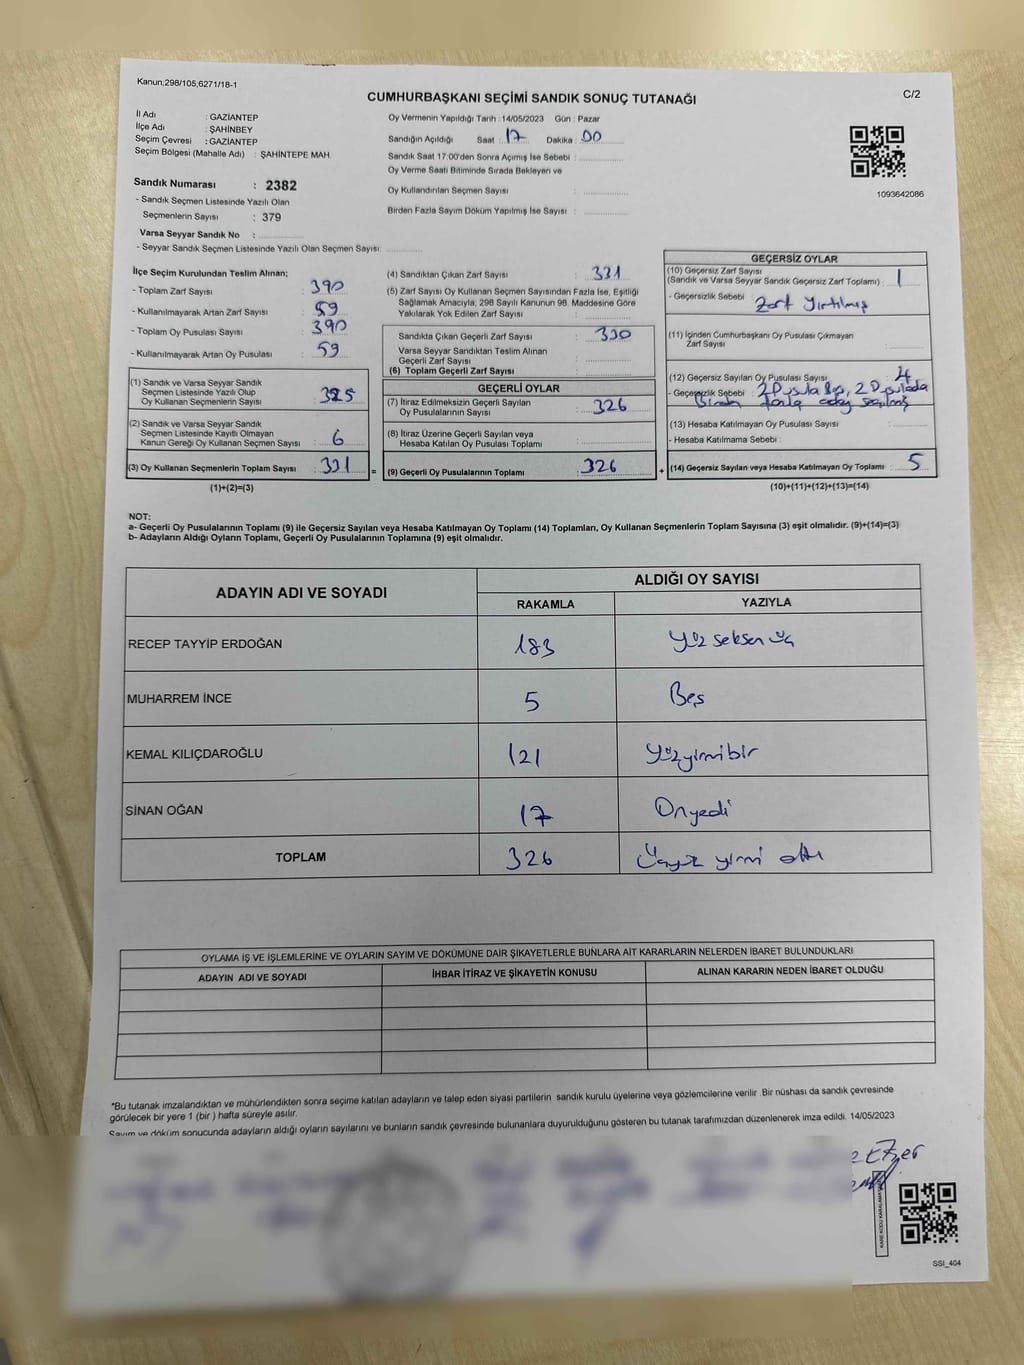 Kanun;298/105,6271/18-1
C/2
CUMHURBAŞKANI SEÇİMİ SANDIK SONUÇ TUTANAĞI
İl Adı : GAZİANTEP
İlçe Adı : ŞAHİNBEY
Seçim Çevresi : GAZİANTEP
Seçim Bölgesi (Mahalle Adı) : ŞAHİNTEPE MAH.
Sandık Numarası : 2382
- Sandık Seçmen Listesinde Yazılı Olan
Seçmenlerin Sayısı : 379
Varsa Seyyar Sandık No :
- Seyyar Sandık Seçmen Listesinde Yazılı Olan Seçmen Sayısı:
Oy Vermenin Yapıldığı Tarih :14/05/2023 Gün : Pazar
Sandığın Açıldığı Saat : 17 Dakika : 00
Sandık Saat 17:00'den Sonra Açımış İse Sebebi :
Oy Verme Saati Bitiminde Sırada Bekleyen ve
Oy Kullandırılan Seçmen Sayısı :
Birden Fazla Sayım Döküm Yapılmış İse Sayısı :
1093642086
İlçe Seçim Kurulundan Teslim Alınan;
- Toplam Zarf Sayısı : 390
- Kullanılmayarak Artan Zarf Sayısı : 59
- Toplam Oy Pusulası Sayısı : 390
- Kullanılmayarak Artan Oy Pusulası : 59
(1) Sandık ve Varsa Seyyar Sandık
Seçmen Listesinde Yazılı Olup
Oy Kullanan Seçmenlerin Sayısı : 325
(2) Sandık ve Varsa Seyyar Sandık
Seçmen Listesinde Kayıtlı Olmayan
Kanun Gereği Oy Kullanan Seçmen Sayısı : 6
(3) Oy Kullanan Seçmenlerin Toplam Sayısı : 331 =
(1)+(2)=(3)
(4) Sandıktan Çıkan Zarf Sayısı : 331
(5) Zarf Sayısı Oy Kullanan Seçmen Sayısından Fazla İse, Eşitliği
Sağlamak Amacıyla; 298 Sayılı Kanunun 98. Maddesine Göre
Yakılarak Yok Edilen Zarf Sayısı :
Sandıkta Çıkan Geçerli Zarf Sayısı : 330
Varsa Seyyar Sandıktan Teslim Alınan
Geçerli Zarf Sayısı :
(6) Toplam Geçerli Zarf Sayısı :
GEÇERLİ OYLAR
(7) İtiraz Edilmeksizin Geçerli Sayılan
Oy Pusulalarının Sayısı : 326
(8) İtiraz Üzerine Geçerli Sayılan veya
Hesaba Katılan Oy Pusulası Toplamı :
(9) Geçerli Oy Pusulalarının Toplamı : 326 +
GEÇERSİZ OYLAR
(10) Geçersiz Zarf Sayısı
(Sandık ve Varsa Seyyar Sandık Geçersiz Zarf Toplamı) : 1
- Geçersizlik Sebebi : Zarf Yırtılmış
(11) İçinden Cumhurbaşkanı Oy Pusulası Çıkmayan
Zarf Sayısı :
(12) Geçersiz Sayılan Oy Pusulası Sayısı : 4
- Geçersizlik Sebebi : 2 Pusula Boş, 2 Pusulada
Birden fazla aday seçilmiş
(13) Hesaba Katılmayan Oy Pusulası Sayısı :
- Hesaba Katılmama Sebebi :
(14) Geçersiz Sayılan veya Hesaba Katılmayan Oy Toplamı : 5
(10)+(11)+(12)+(13)=(14)
NOT:
a- Geçerli Oy Pusulalarının Toplamı (9) ile Geçersiz Sayılan veya Hesaba Katılmayan Oy Toplamı (14) Toplamları, Oy Kullanan Seçmenlerin Toplam Sayısına (3) eşit olmalıdır. (9)+(14)=(3)
b- Adayların Aldığı Oyların Toplamı, Geçerli Oy Pusulalarının Toplamına (9) eşit olmalıdır.
ADAYIN ADI VE SOYADI
ALDIĞI OY SAYISI
RAKAMLA YAZIYLA
RECEP TAYYİP ERDOĞAN 183 Yüz seksen üç
MUHARREM İNCE 5 Beş
KEMAL KILIÇDAROĞLU 121 Yüzyirmibir
SİNAN OĞAN 17 Onyedi
TOPLAM 326 Üçyüz yirmi altı
OYLAMA İŞ VE İŞLEMLERİNE VE OYLARIN SAYIM VE DÖKÜMÜNE DAİR ŞİKAYETLERLE BUNLARA AİT KARARLARIN NELERDEN İBARET BULUNDUKLARI
ADAYIN ADI VE SOYADI İHBAR İTİRAZ VE ŞİKAYETİN KONUSU ALINAN KARARIN NEDEN İBARET OLDUĞU
*Bu tutanak imzalandıktan ve mühürlendikten sonra seçime katılan adayların ve talep eden siyasi partilerin sandık kurulu üyelerine veya gözlemcilerine verilir .Bir nüshası da sandık çevresinde
görülecek bir yere 1 (bir ) hafta süreyle asılır.
Sayım ve döküm sonucunda adayların aldığı oyların sayılarını ve bunların sandık çevresinde bulunanlara duyurulduğunu gösteren bu tutanak tarafımızdan düzenlenerek imza edildi. 14/05/2023
SSI_404